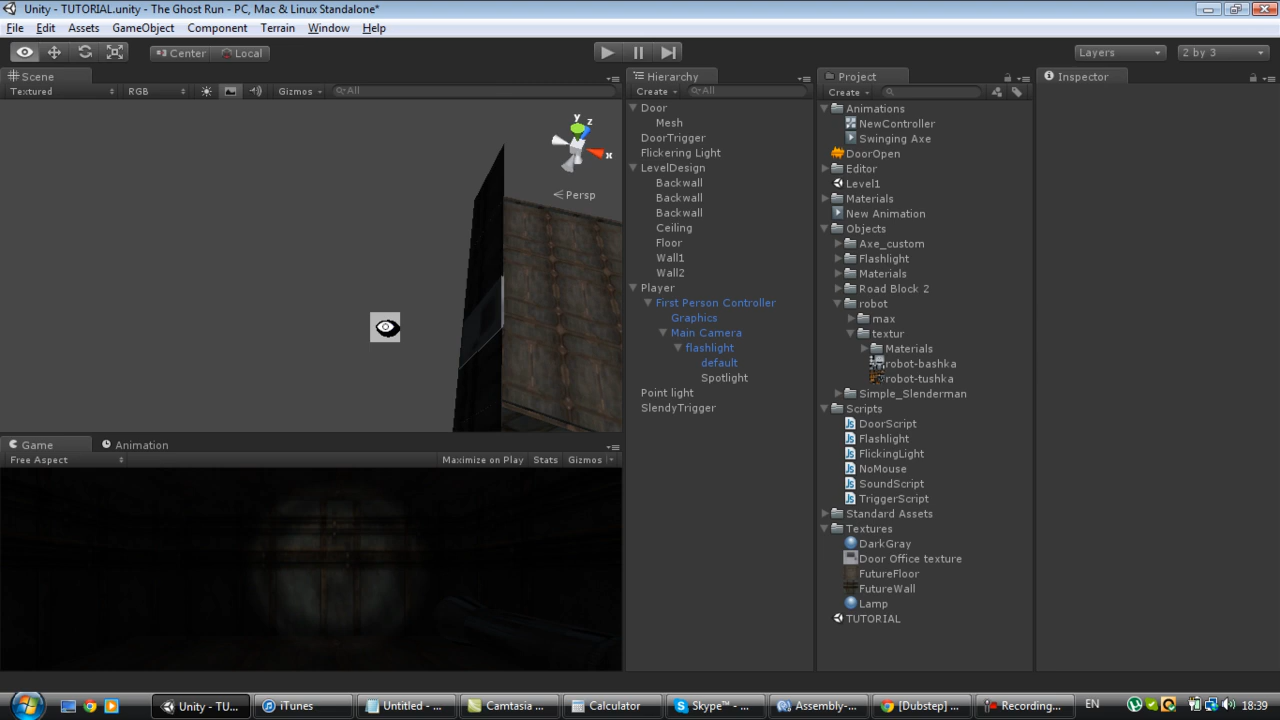 Unity - TUTORIAL.unity - The Ghost Run - PC, Mac & Linux Standalone*
File Edit Assets GameObject Component Terrain Window Help
Center Local
Layers
2 by 3
Scene
Textured RGB Gizmos All
y
z
x
Persp
Game Animation
Free Aspect Maximize on Play Stats Gizmos
Hierarchy
Create All
Door
Mesh
DoorTrigger
Flickering Light
LevelDesign
Backwall
Backwall
Backwall
Ceiling
Floor
Wall1
Wall2
Player
First Person Controller
Graphics
Main Camera
flashlight
default
Spotlight
Point light
SlendyTrigger
Project
Create
Animations
NewController
Swinging Axe
DoorOpen
Editor
Level1
Materials
New Animation
Objects
Axe_custom
Flashlight
Materials
Road Block 2
robot
max
textur
Materials
robot-bashka
robot-tushka
Simple_Slenderman
Scripts
DoorScript
Flashlight
FlickingLight
NoMouse
SoundScript
TriggerScript
Standard Assets
Textures
DarkGray
Door Office texture
FutureFloor
FutureWall
Lamp
TUTORIAL
Inspector
Unity - TU... iTunes Untitled - ... Camtasia ... Calculator Skype™ - ... Assembly-... [Dubstep] ... Recording... EN 18:39